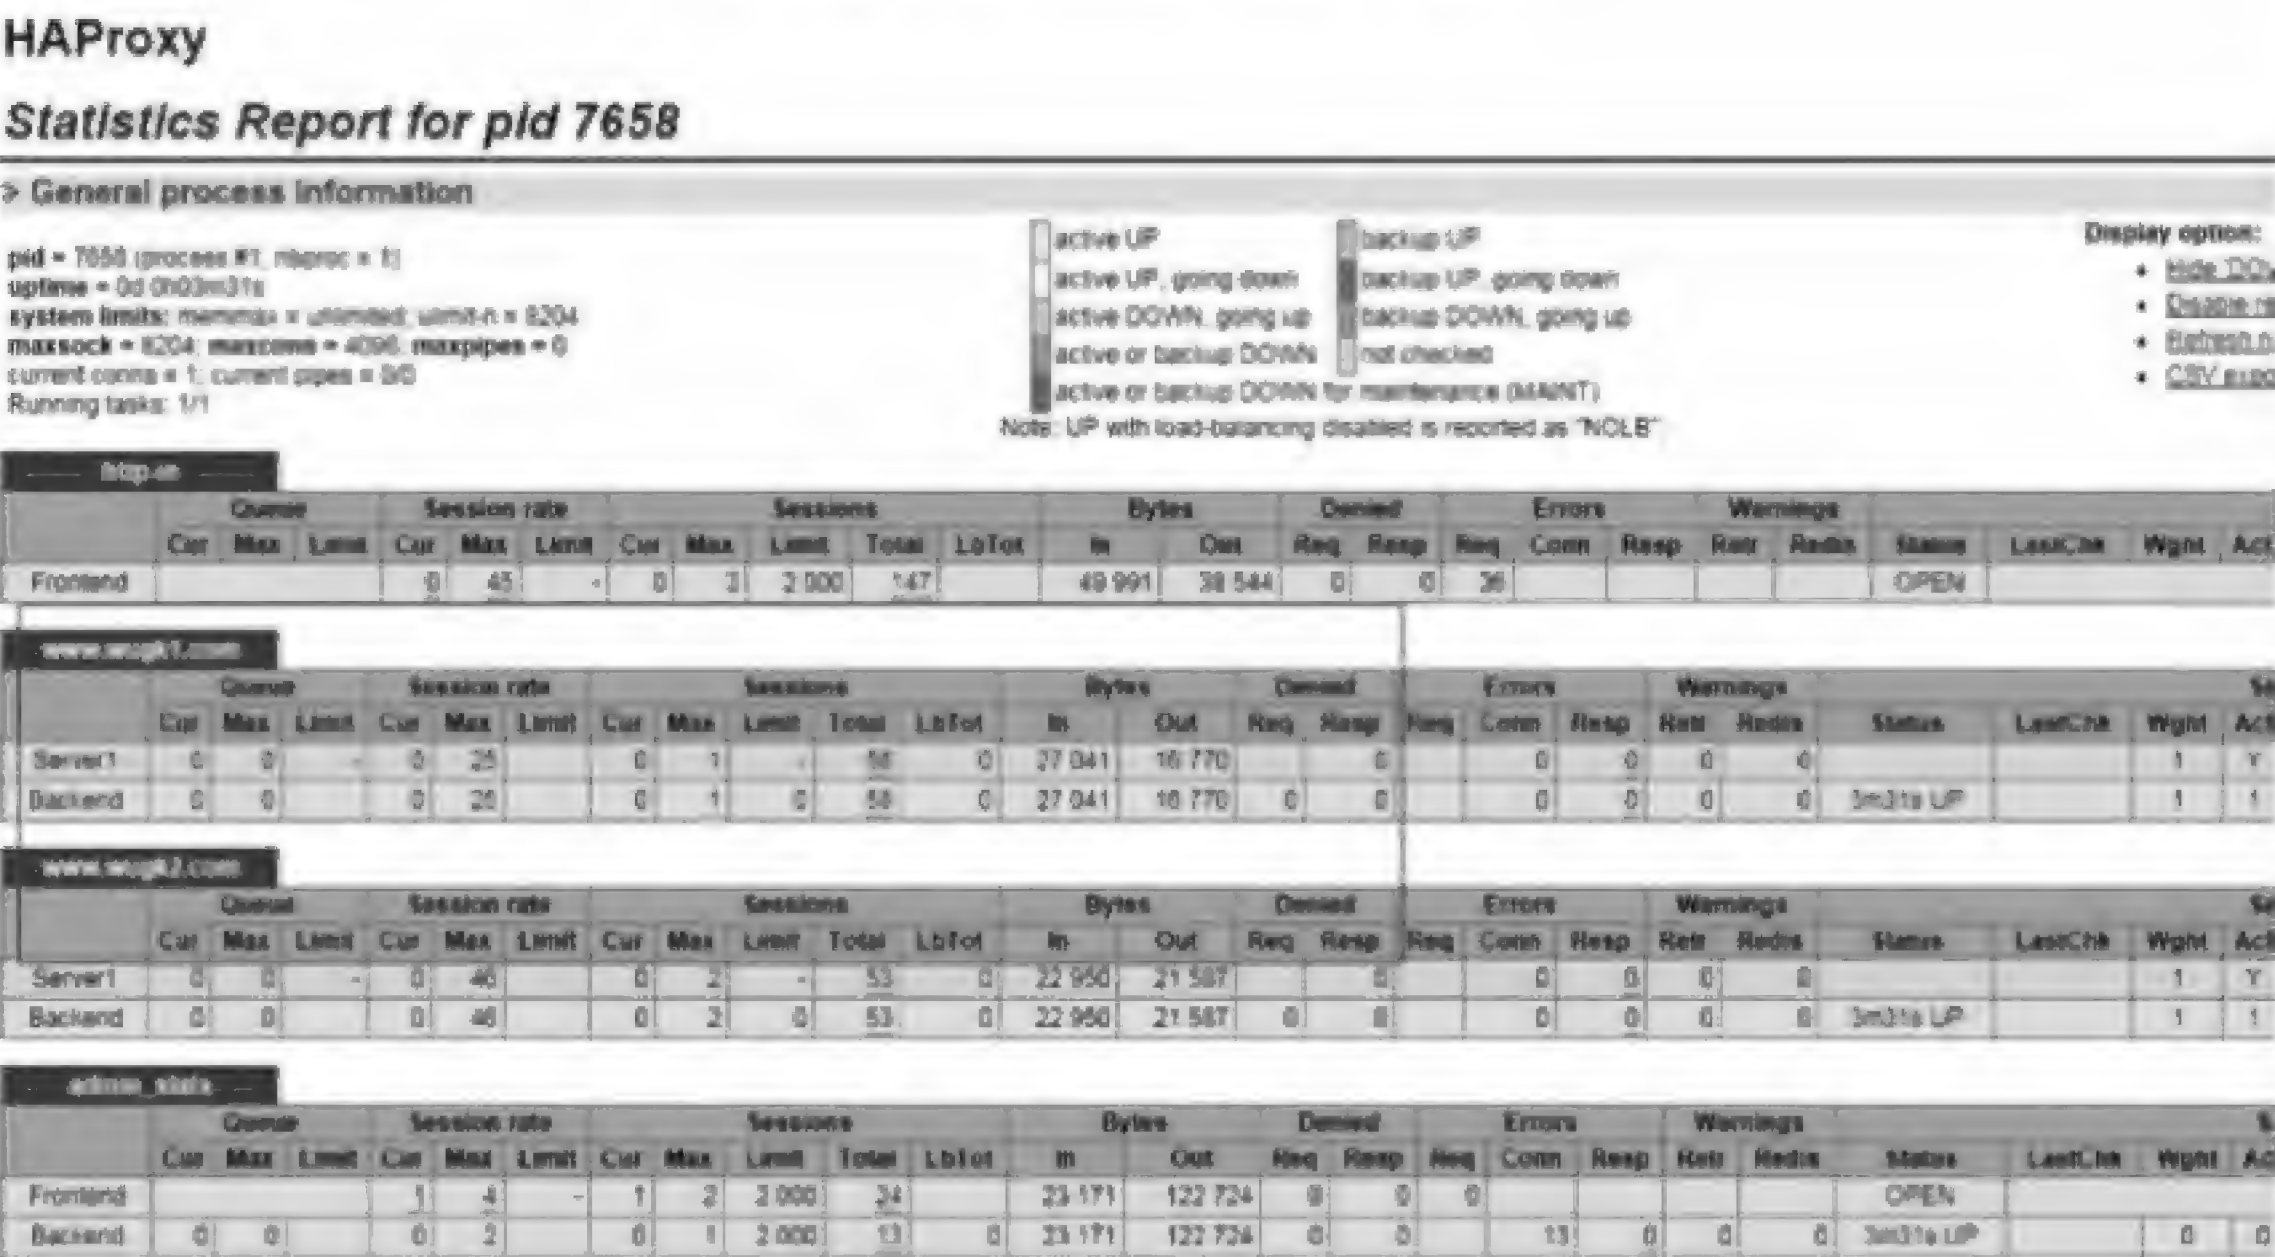 HAProxy
Statistics Report for pid 7658
> General process information
pid = 7658 (process #1, nbproc = 1)
uptime = 0d 0h03m31s
system limits: memmax = unlimited; ulimit-n = 8204
maxsock = 8204; maxconn = 4096; maxpipes = 0
current conns = 1; current pipes = 0/0
Running tasks: 1/1
active UP backup UP
active UP, going down backup UP, going down
active DOWN, going up backup DOWN, going up
active or backup DOWN not checked
active or backup DOWN for maintenance (MAINT)
Note: UP with load-balancing disabled is reported as "NOLB"
Display option:
• Hide
• Disable
• Refresh
• CSV
Queue Session rate Sessions Bytes Denied Errors Warnings
Cur Max Limit Cur Max Limit Cur Max Limit Total LbTot In Out Req Resp Req Conn Resp Retr Redis Status LastChk Wght Act
Frontend 0 45 - 0 2 000 147 49 991 38 544 0 0 36 OPEN
Queue Session rate Sessions Bytes Denied Errors Warnings
Cur Max Limit Cur Max Limit Cur Max Limit Total LbTot In Out Req Resp Req Conn Resp Retr Redis Status LastChk Wght Act
Server1 0 0 - 0 25 0 1 - 58 0 27 041 16 770 0 0 0 0 0 1 Y
Backend 0 0 0 25 0 1 0 58 0 27 041 16 770 0 0 0 0 0 0 3m31s UP 1 1
Queue Session rate Sessions Bytes Denied Errors Warnings
Cur Max Limit Cur Max Limit Cur Max Limit Total LbTot In Out Req Resp Req Conn Resp Retr Redis Status LastChk Wght Act
Server1 0 0 - 0 46 0 2 - 53 0 22 950 21 587 0 0 0 0 0 1 Y
Backend 0 0 0 46 0 2 0 53 0 22 950 21 587 0 0 0 0 0 0 3m31s UP 1 1
admin_stats
Queue Session rate Sessions Bytes Denied Errors Warnings
Cur Max Limit Cur Max Limit Cur Max Limit Total LbTot In Out Req Resp Req Conn Resp Retr Redis Status LastChk Wght Ac
Frontend 1 4 - 1 2 2 000 24 23 171 122 724 0 0 0 OPEN
Backend 0 0 0 2 0 1 2 000 13 0 23 171 122 724 0 0 13 0 0 0 3m31s UP 0 0